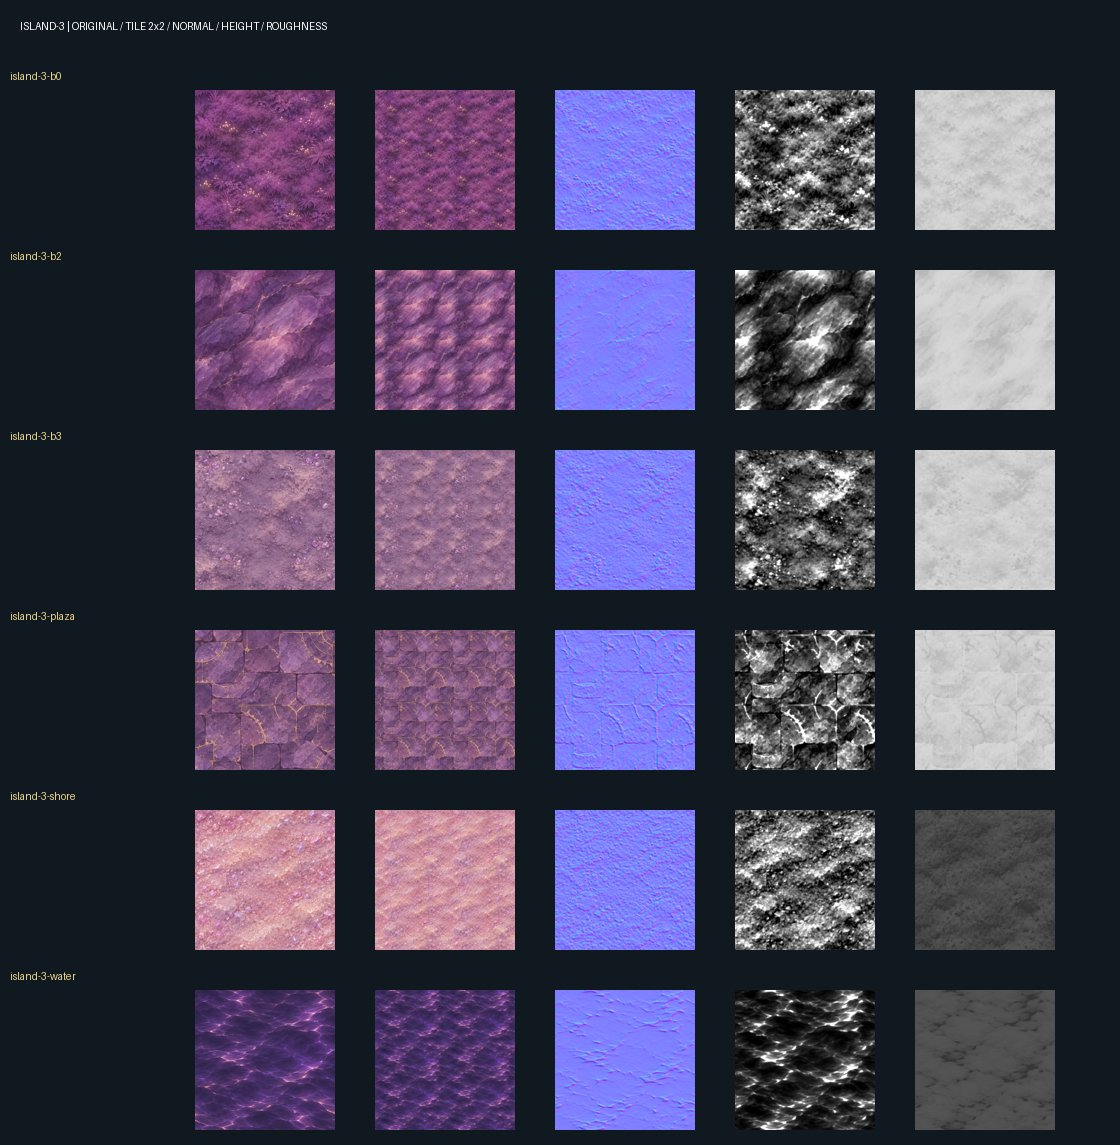 ISLAND-3 | ORIGINAL / TILE 2x2 / NORMAL / HEIGHT / ROUGHNESS
island-3-b0
island-3-b2
island-3-b3
island-3-plaza
island-3-shore
island-3-water